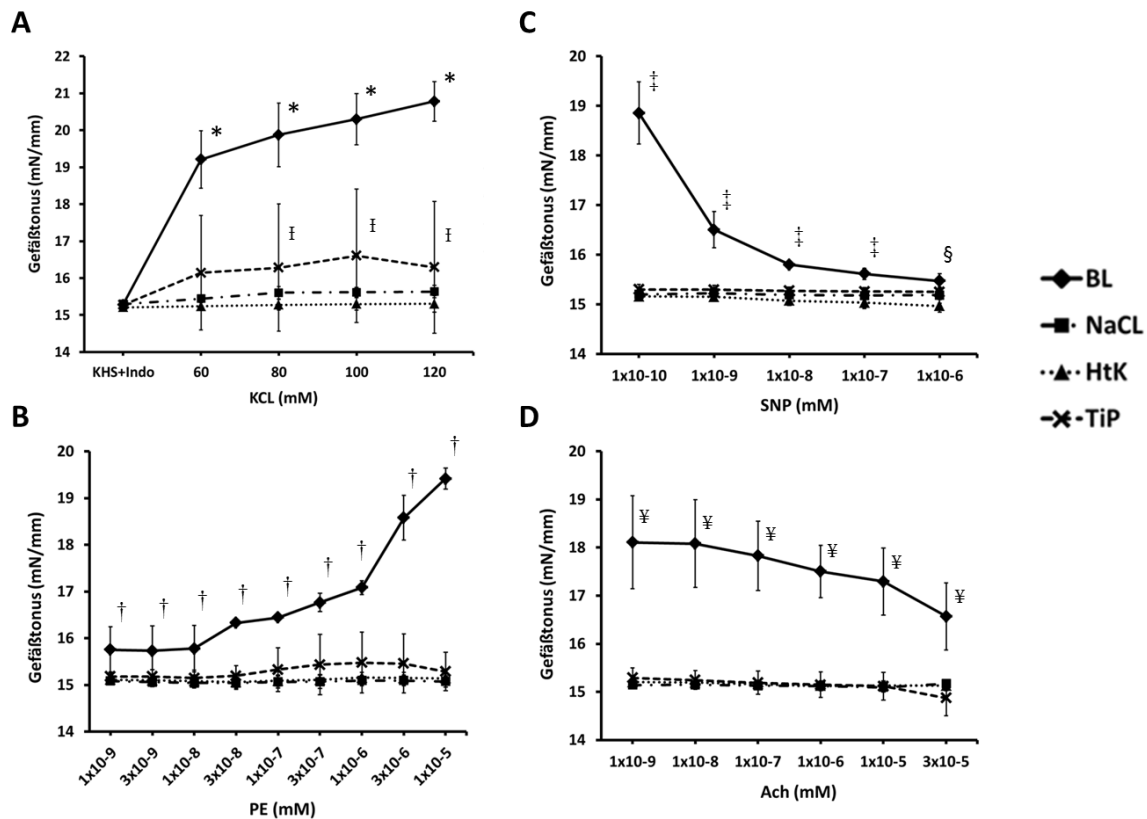 A
22
21
20
19
18
17
16
15
14
Gefäßtonus (mN/mm)
* * * *
‡ ‡ ‡
KHS+Indo 60 80 100 120
KCL (mM)
B
20
19
18
17
16
15
14
Gefäßtonus (mN/mm)
† † † † † † † † †
1x10-9 3x10-9 1x10-8 3x10-8 1x10-7 3x10-7 1x10-6 3x10-6 1x10-5
PE (mM)
C
20
19
18
17
16
15
14
Gefäßtonus (mN/mm)
‡ ‡ ‡ ‡ §
1x10-10 1x10-9 1x10-8 1x10-7 1x10-6
SNP (mM)
D
20
19
18
17
16
15
14
Gefäßtonus (mN/mm)
¥ ¥ ¥ ¥ ¥ ¥
1x10-9 1x10-8 1x10-7 1x10-6 1x10-5 3x10-5
Ach (mM)
BL
NaCL
HtK
TiP